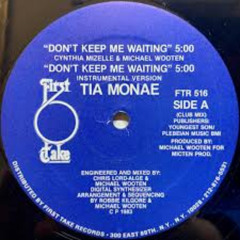 "DON'T KEEP ME WAITING" 5:00
CYNTHIA MIZELLE & MICHAEL WOOTEN
"DON'T KEEP ME WAITING" 5:00
INSTRUMENTAL VERSION
TIA MONAE
First
Take
FTR 516
SIDE A
(CLUB MIX)
PUBLISHERS:
YOUNGEST SON/
PLEBEIAN MUSIC BMI
PRODUCED BY:
MICHAEL WOOTEN FOR
MICTEN PROD.
ENGINEERED AND MIXED BY:
CHRIS LORD-ALGE &
MICHAEL WOOTEN
DIGITAL SYNTHESIZER
ARRANGEMENT & SEQUENCING
BY ROBBIE KILGORE &
MICHAEL WOOTEN
C P 1983
DISTRIBUTED BY FIRST TAKE RECORDS - 300 EAST 59TH, N.Y., N.Y.